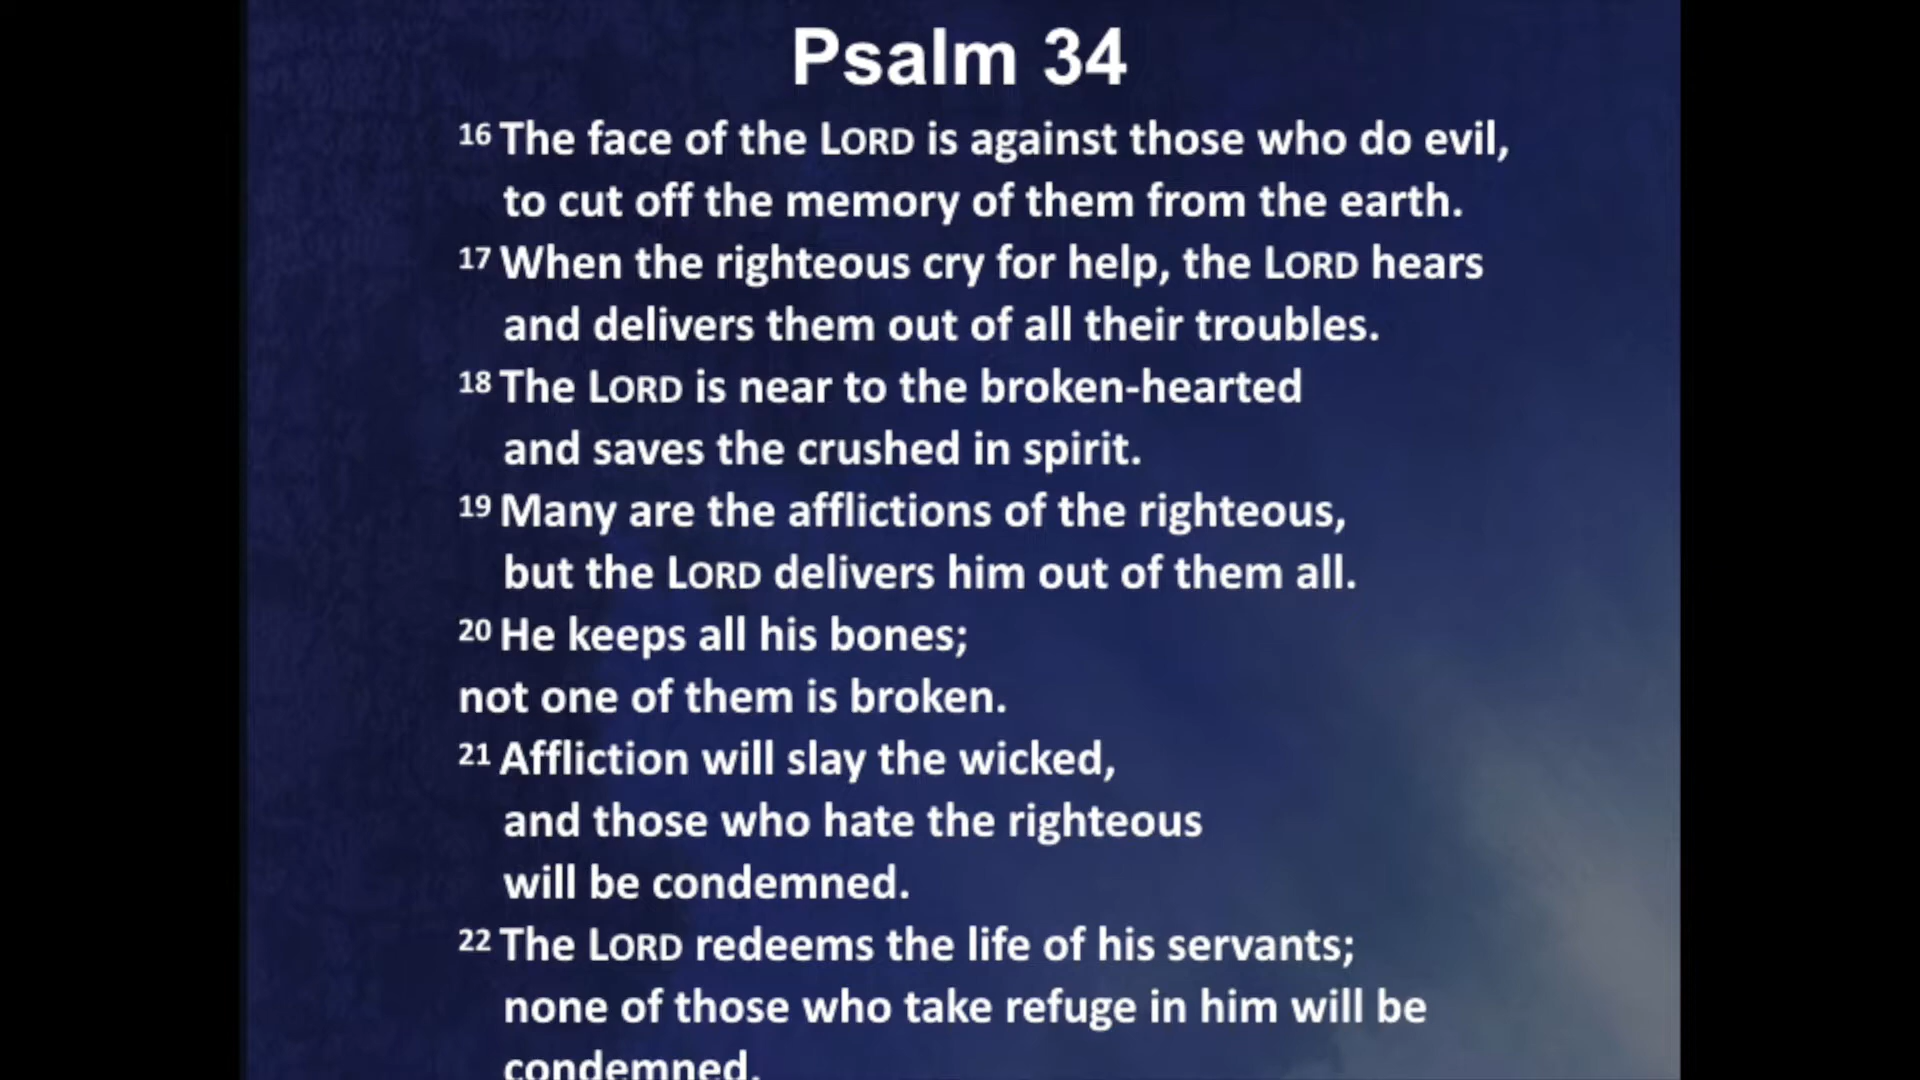 Psalm 34
16 The face of the LORD is against those who do evil,
to cut off the memory of them from the earth.
17 When the righteous cry for help, the LORD hears
and delivers them out of all their troubles.
18 The LORD is near to the broken-hearted
and saves the crushed in spirit.
19 Many are the afflictions of the righteous,
but the LORD delivers him out of them all.
20 He keeps all his bones;
not one of them is broken.
21 Affliction will slay the wicked,
and those who hate the righteous
will be condemned.
22 The LORD redeems the life of his servants;
none of those who take refuge in him will be
condemned.